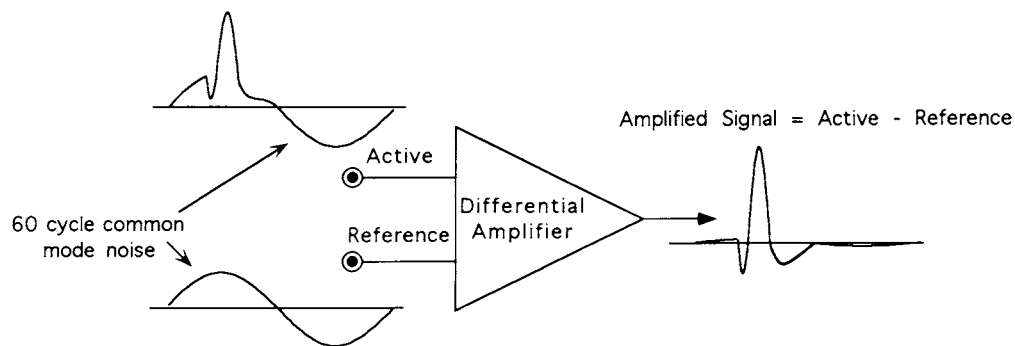 Amplified Signal = Active - Reference
Active
60 cycle common
mode noise
Differential
Amplifier
Reference